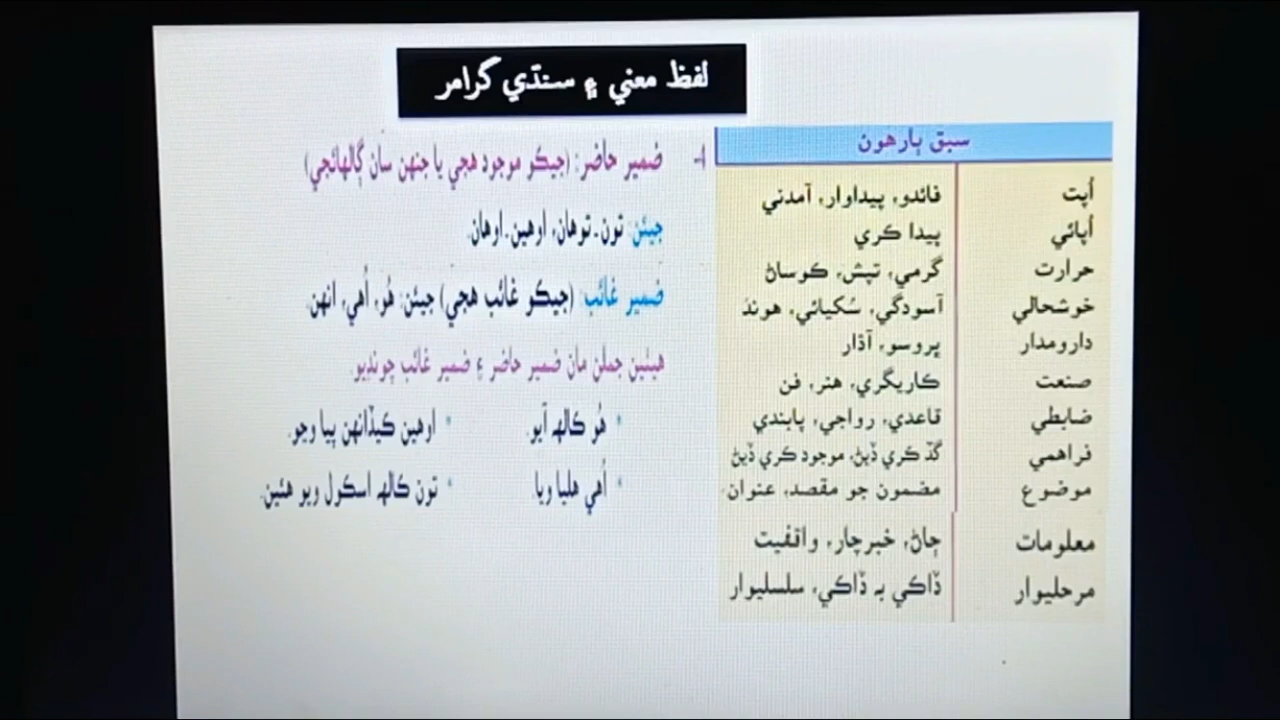 لفظ معني ۽ سنڌي گرامر
سبق ٻارهون
اُپت فائدو، پيداوار، آمدني
اُپائي پيدا ڪري
حرارت گرمي، تپش، ڪوساڻ
خوشحالي آسودگي، سُکيائي، هوند
دارومدار ڀروسو، آڌار
صنعت ڪاريگري، هنر، فن
ضابطي قاعدي، رواجي، پابندي
فراهمي گڏ ڪري ڏيڻ، موجود ڪري ڏيڻ
موضوع مضمون جو مقصد، عنوان
معلومات ڄاڻ، خبرچار، واقفيت
مرحليوار ڏاڪي بہ ڏاڪي، سلسليوار
4- ضمير حاضر: (جيڪو موجود هجي يا جنهن سان ڳالهائجي)
جيئن: تون۔توهان، اوهين۔اوهان.
ضمير غائب: (جيڪو غائب هجي) جيئن: هُو، اُهي، انهن.
هيٺين جملن مان ضمير حاضر ۽ ضمير غائب چونڊيو.
* هُو ڪالهہ آيو. * اوهين ڪيڏانهن پيا وڃو.
* اُهي هليا ويا. * تون ڪالهہ اسڪول ويو هئين.